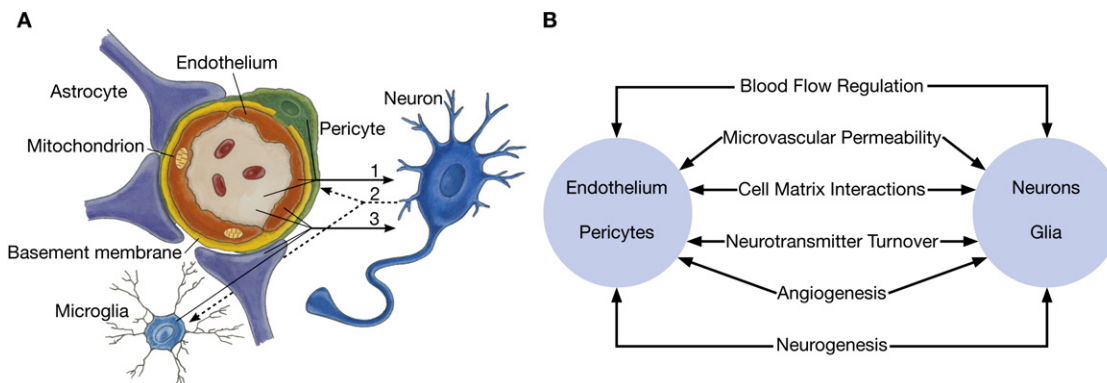 A
Endothelium
Astrocyte
Neuron
Pericyte
Mitochondrion
1
2
3
Basement membrane
Microglia
B
Blood Flow Regulation
Microvascular Permeability
Endothelium
Cell Matrix Interactions
Neurons
Pericytes
Neurotransmitter Turnover
Glia
Angiogenesis
Neurogenesis